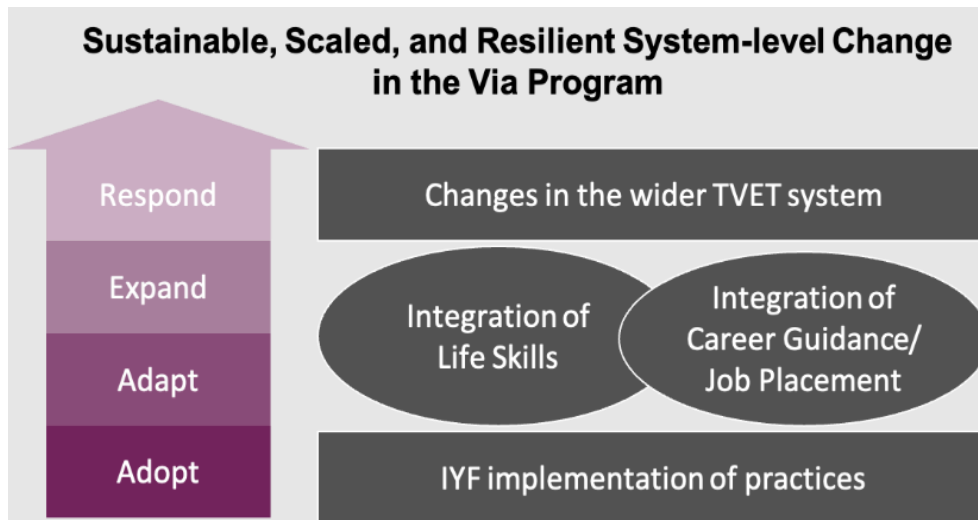 Sustainable, Scaled, and Resilient System-level Change
in the Via Program
Respond
Changes in the wider TVET system
Expand
Adapt
Integration of
Life Skills
Integration of
Career Guidance/
Job Placement
Adopt
IYF implementation of practices